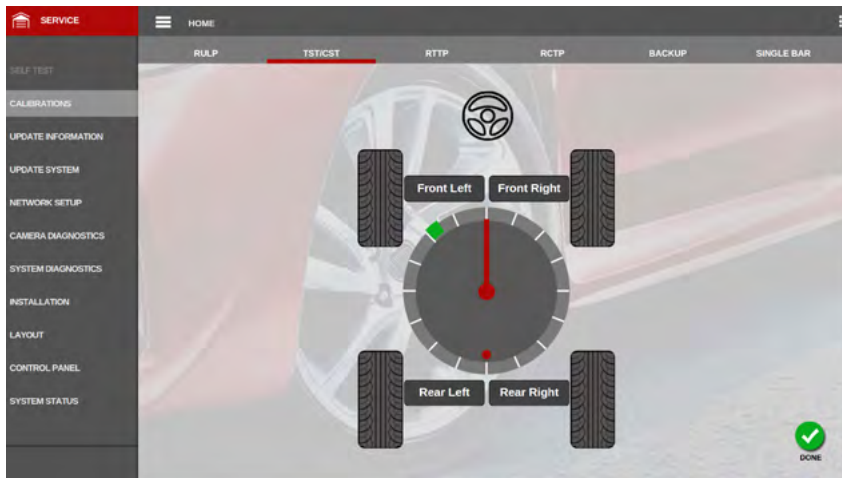 SERVICE
HOME
RULP
TST/CST
RTTP
RCTP
BACKUP
SINGLE BAR
SELF TEST
CALIBRATIONS
UPDATE INFORMATION
UPDATE SYSTEM
NETWORK SETUP
CAMERA DIAGNOSTICS
SYSTEM DIAGNOSTICS
INSTALLATION
LAYOUT
CONTROL PANEL
SYSTEM STATUS
Front Left
Front Right
Rear Left
Rear Right
DONE